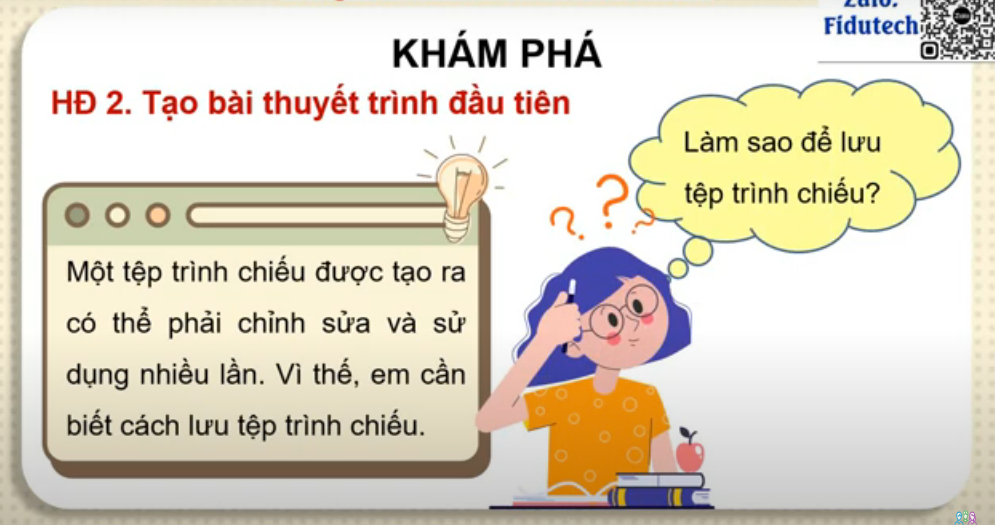 Zalo:
Fidutech
KHÁM PHÁ
HĐ 2. Tạo bài thuyết trình đầu tiên
Làm sao để lưu
tệp trình chiếu?
Một tệp trình chiếu được tạo ra
có thể phải chỉnh sửa và sử
dụng nhiều lần. Vì thế, em cần
biết cách lưu tệp trình chiếu.